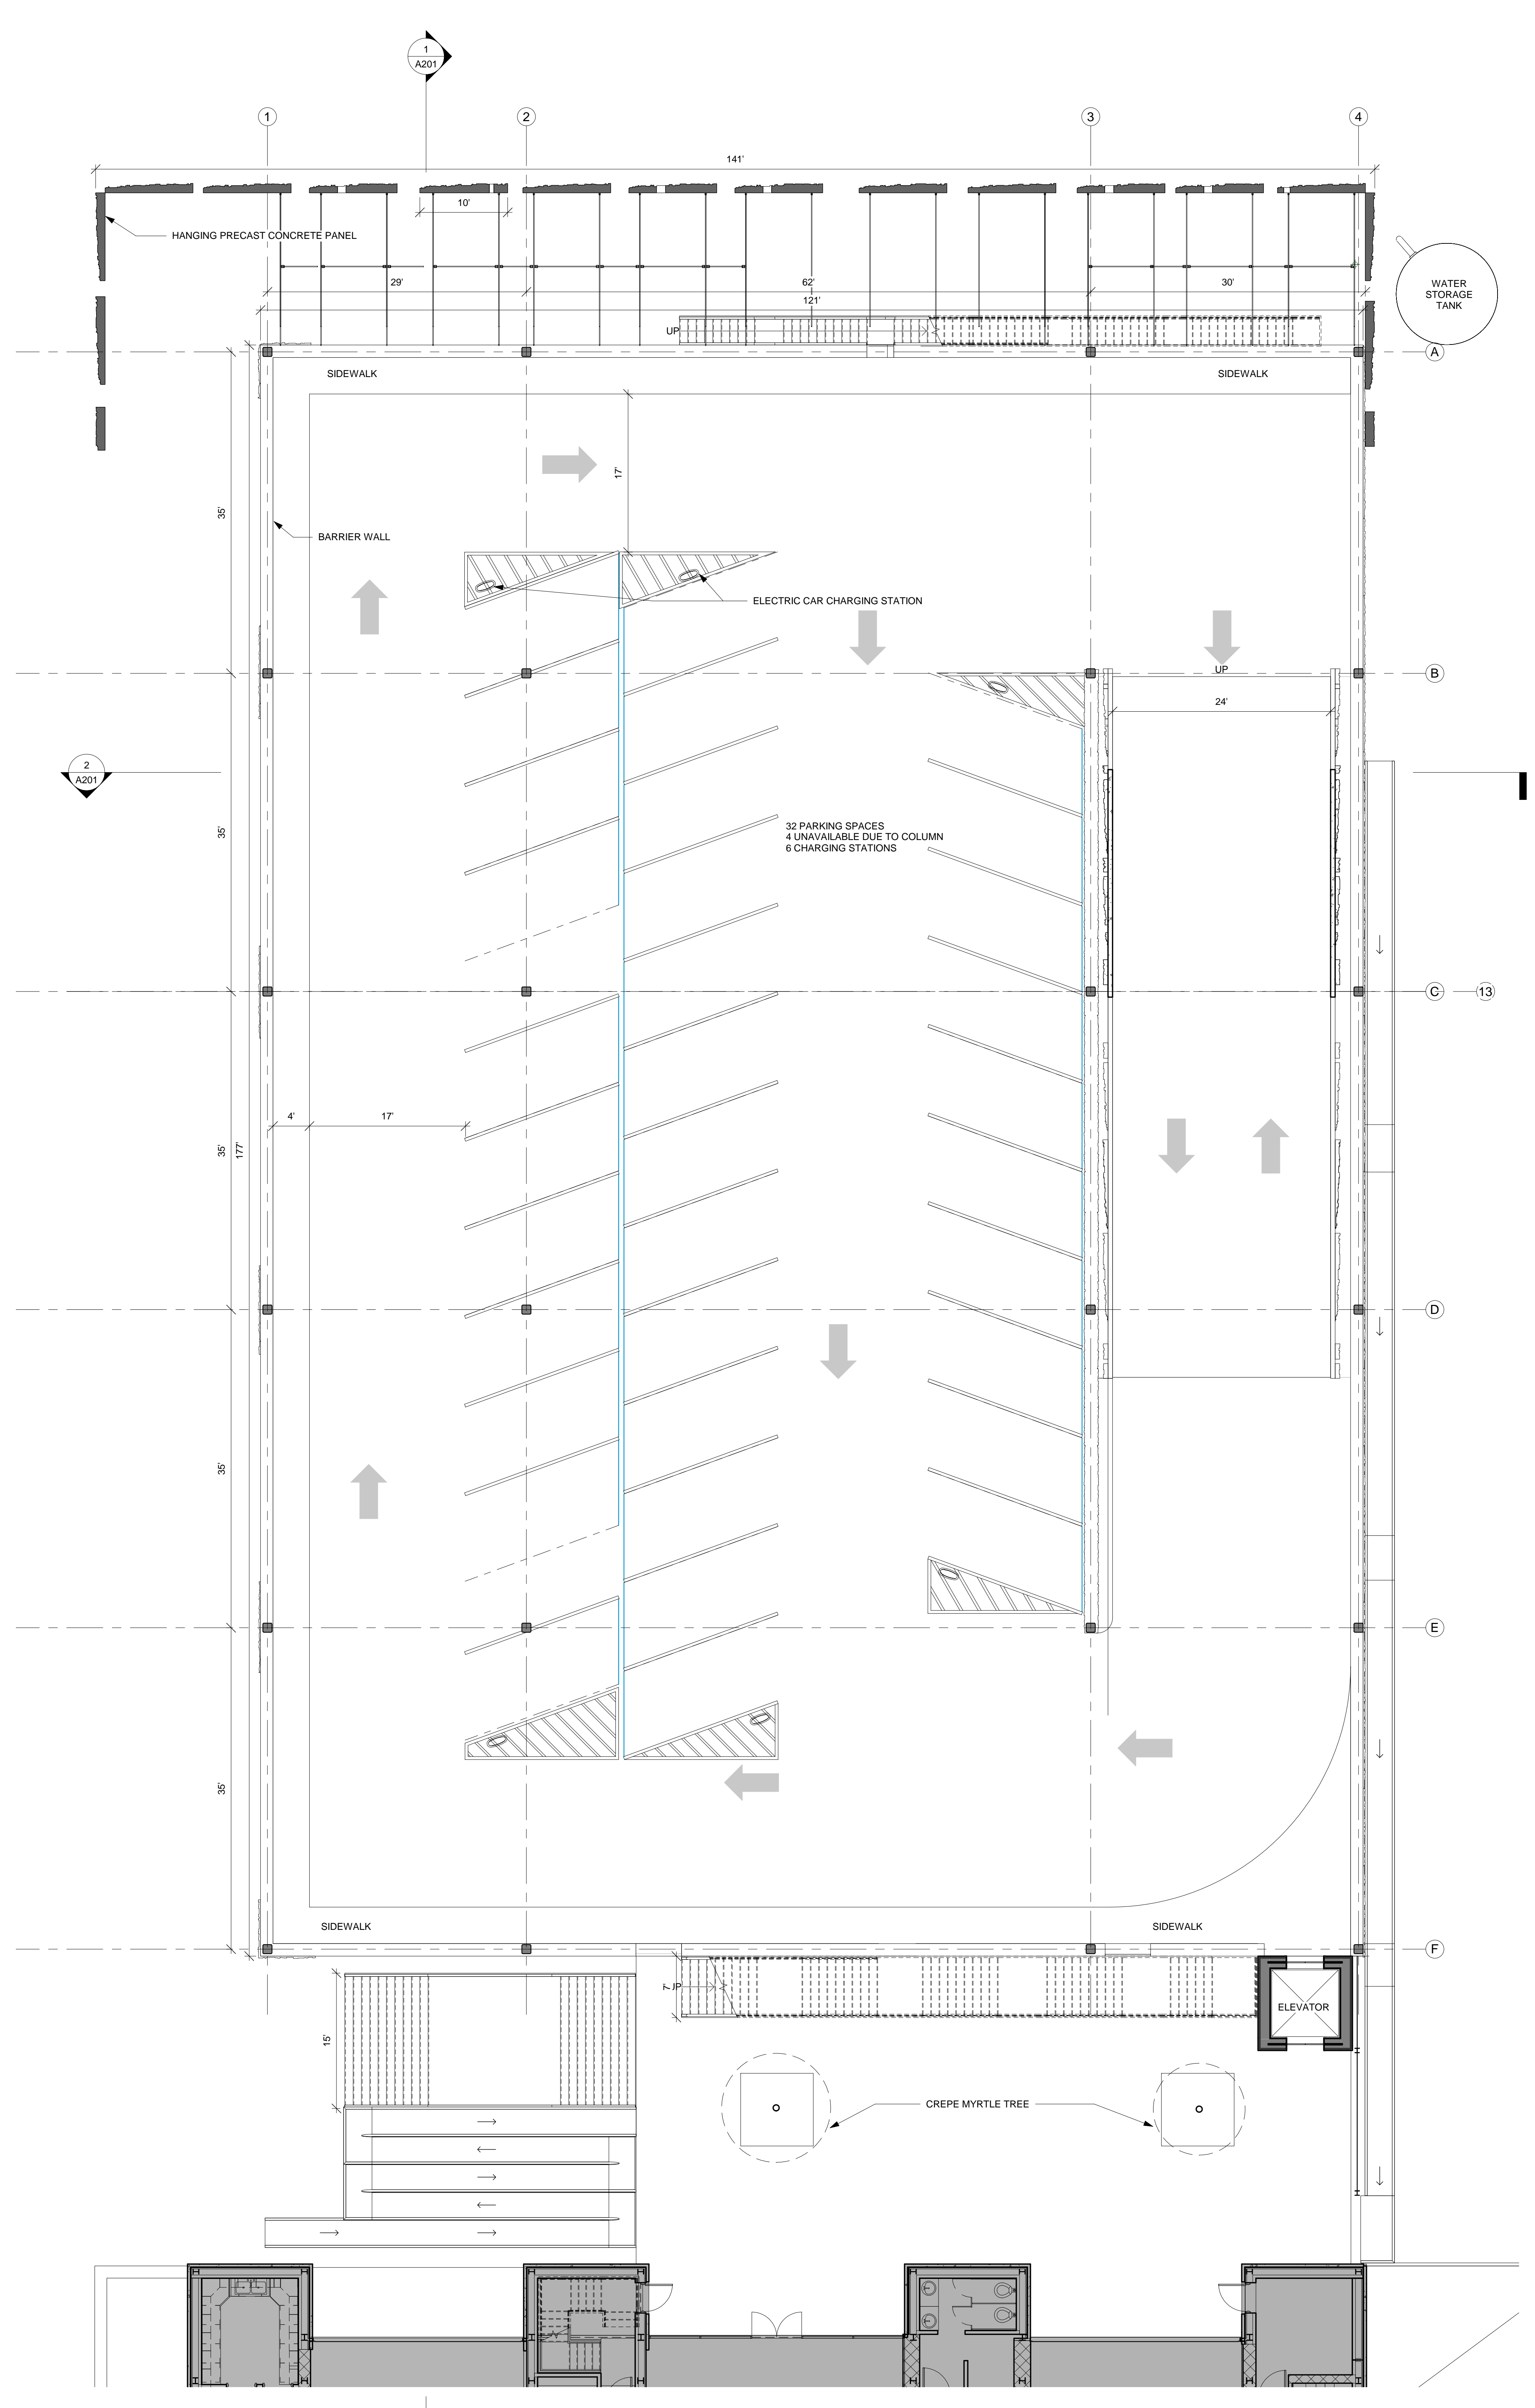 1
A201
1
2
3
4
141'
10'
HANGING PRECAST CONCRETE PANEL
29'
62'
30'
121'
WATER
STORAGE
TANK
UP
A
SIDEWALK
SIDEWALK
17'
35'
BARRIER WALL
ELECTRIC CAR CHARGING STATION
UP
B
24'
2
A201
32 PARKING SPACES
4 UNAVAILABLE DUE TO COLUMN
6 CHARGING STATIONS
35'
C
13
4'
17'
35'
177'
D
35'
E
35'
SIDEWALK
SIDEWALK
F
7'
UP
ELEVATOR
15'
CREPE MYRTLE TREE